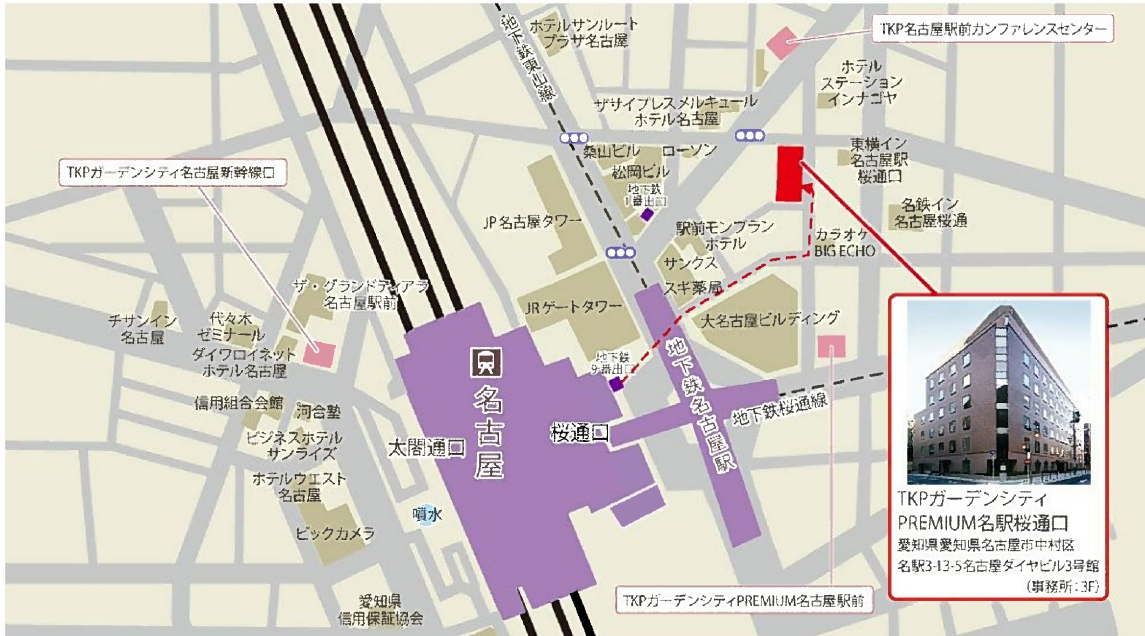 地下鉄東山線
ホテルサンルート
プラザ名古屋
TKP名古屋駅前カンファレンスセンター
ホテル
ステーション
インナゴヤ
ザサイプレスメルキュール
ホテル名古屋
桑山ビル
ローソン
東横イン
名古屋駅
桜通口
TKPガーデンシティ名古屋新幹線口
松岡ビル
地下鉄
1番出口
JP名古屋タワー
名鉄イン
名古屋桜通
駅前モンブラン
ホテル
カラオケ
BIG ECHO
サンクス
スギ薬局
ザ・グランドティアラ
名古屋駅前
JRゲートタワー
大名古屋ビルディング
チサンイン
名古屋
代々木
ゼミナール
ダイワロイネット
ホテル名古屋
地下鉄
9番出口
名古屋
地下鉄名古屋駅
地下鉄桜通線
信用組合会館
河合塾
太閤通口
桜通口
ビジネスホテル
サンライズ
ホテルウエスト
名古屋
噴水
ビックカメラ
TKPガーデンシティ
PREMIUM名駅桜通口
愛知県愛知県名古屋市中村区
名駅3-13-5名古屋ダイヤビル3号館
(事務所:3F)
TKPガーデンシティPREMIUM名古屋駅前
愛知県
信用保証協会